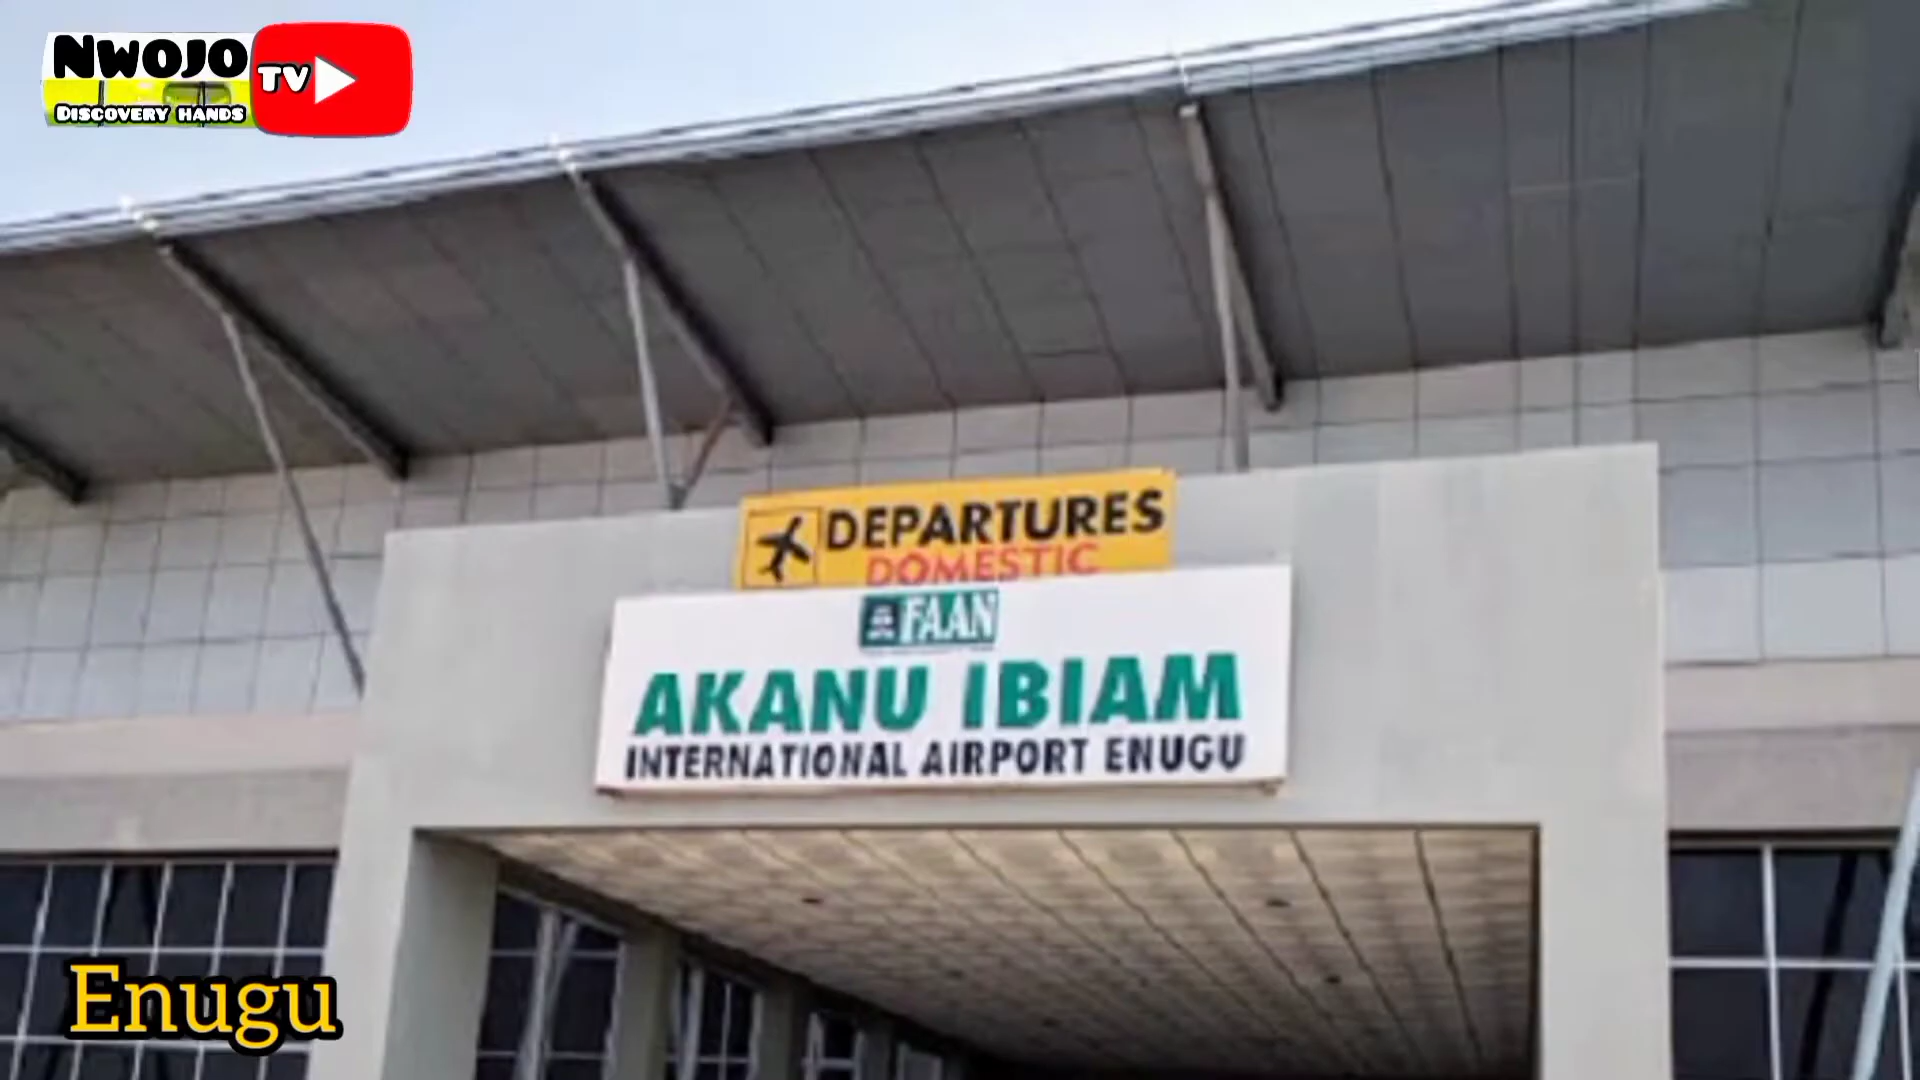 NWOJO
TV
DISCOVERY HANDS
DEPARTURES
DOMESTIC
FAAN
AKANU IBIAM
INTERNATIONAL AIRPORT ENUGU
Enugu